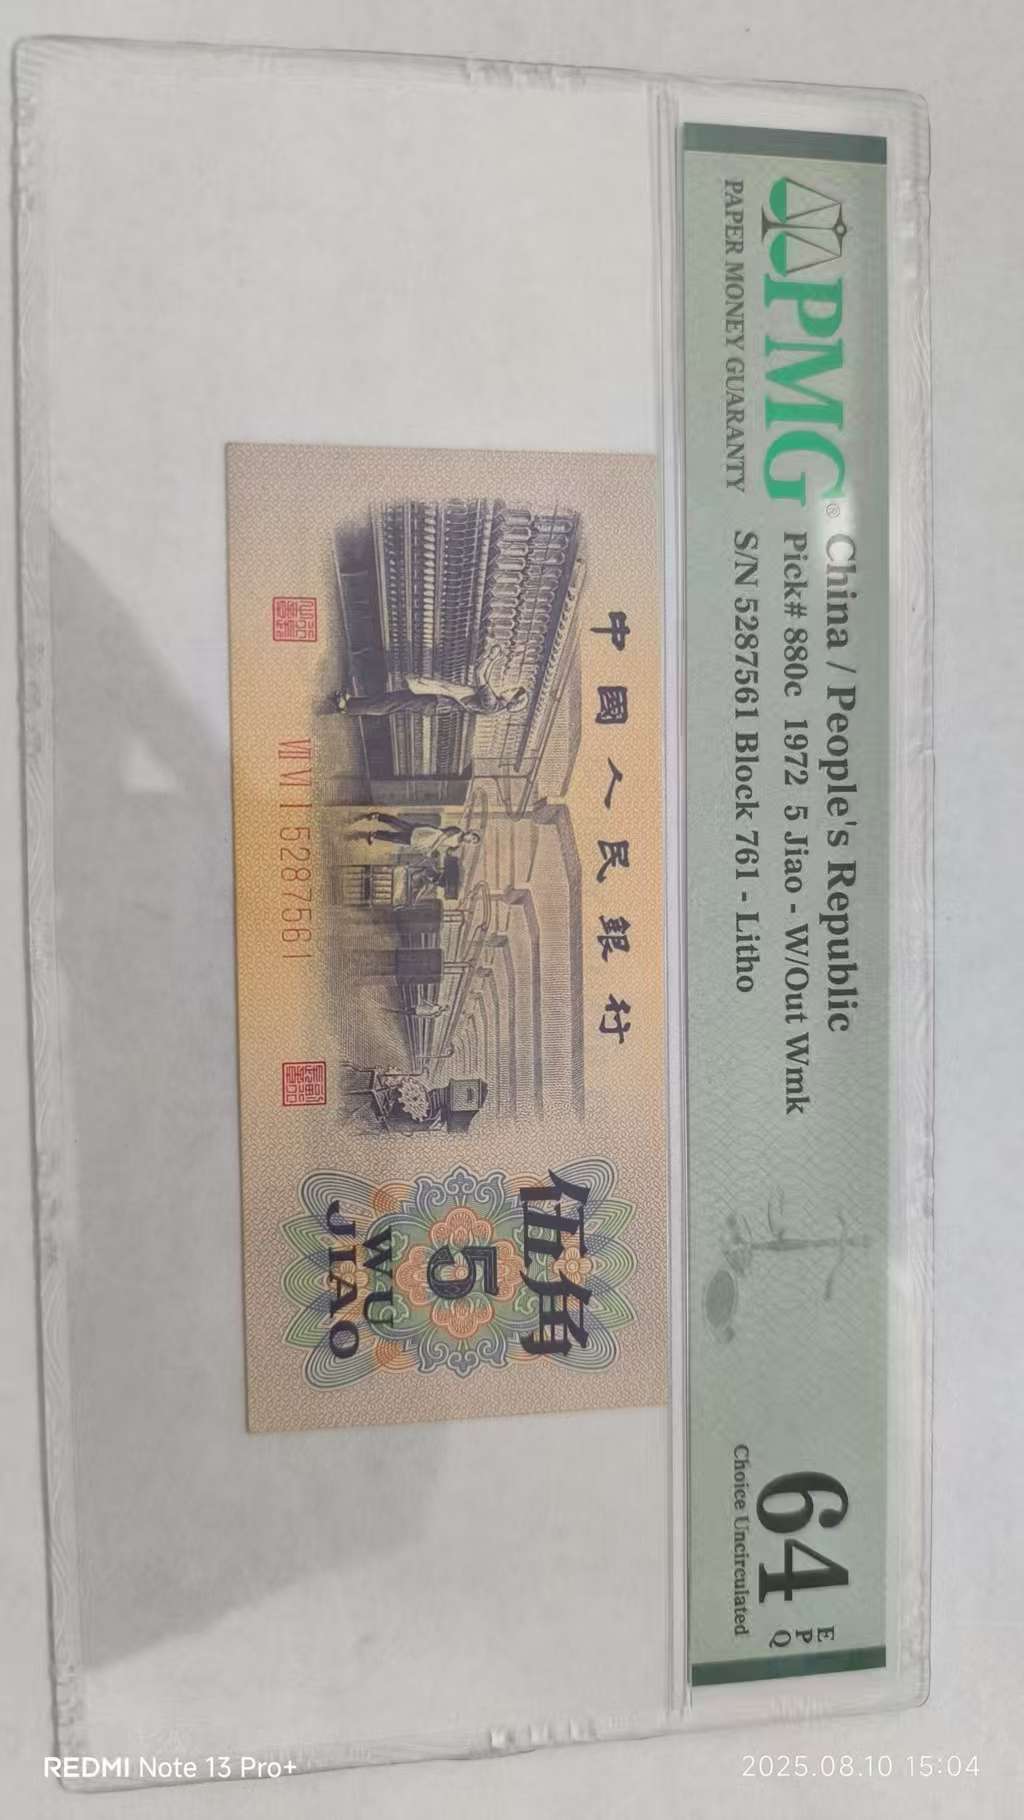 PMG®
PAPER MONEY GUARANTY
China / People's Republic
Pick# 880c 1972 5 Jiao - W/Out Wmk
S/N 5287561 Block 761 - Litho
64
EPQ
Choice Uncirculated
中國人民銀行
伍角
5
WU
JIAO
VII VI I 5287561
REDMI Note 13 Pro+
2025.08.10 15:04